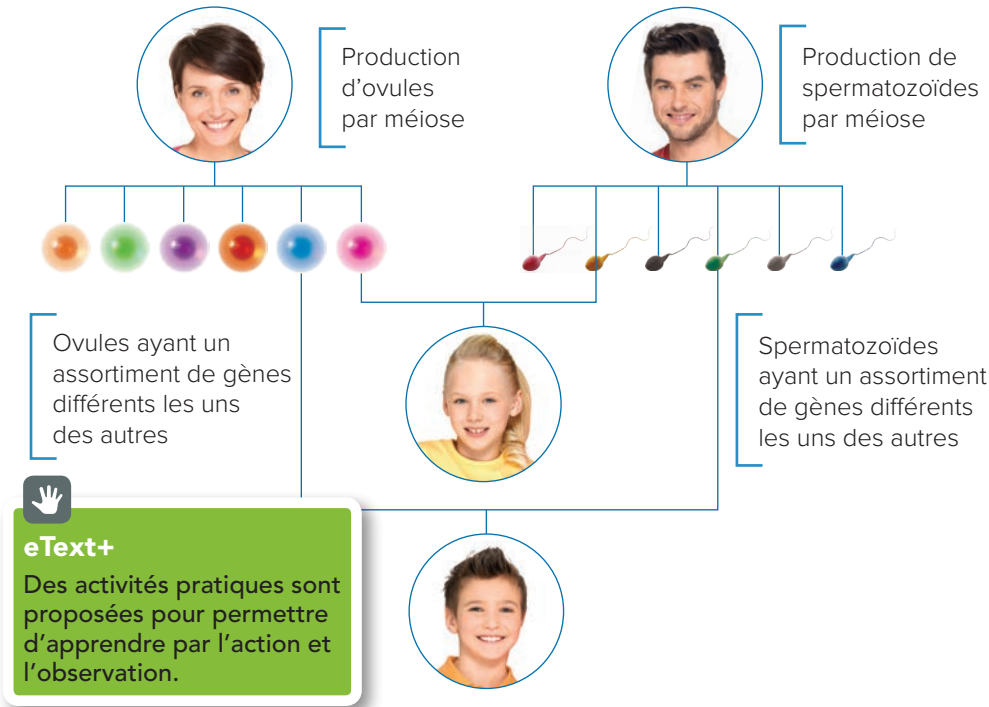 Production
d'ovules
par méiose
Production de
spermatozoïdes
par méiose
Ovules ayant un
assortiment de gènes
différents les uns
des autres
Spermatozoïdes
ayant un assortiment
de gènes différents
les uns des autres
eText+
Des activités pratiques sont
proposées pour permettre
d'apprendre par l'action et
l'observation.